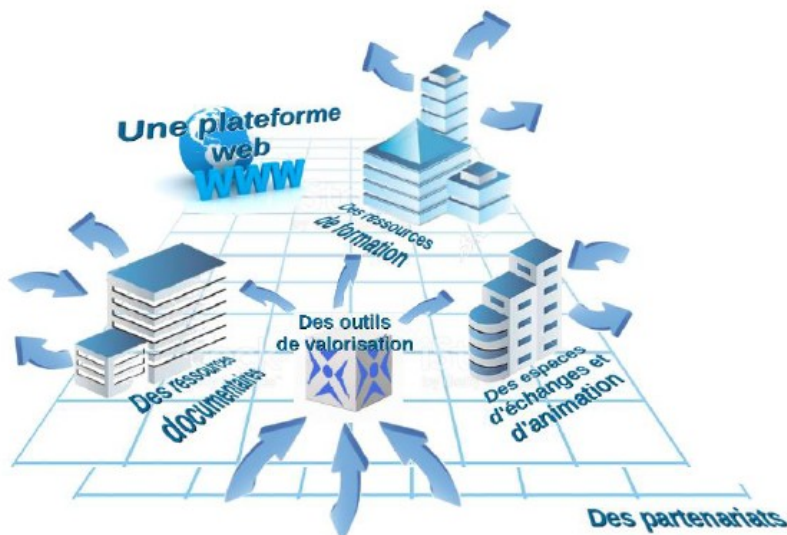 Une plateforme
web
www
Des ressources
de formation
Des outils
de valorisation
Des ressources
documentaires
Des espaces
d'échanges et
d'animation
Des partenariats